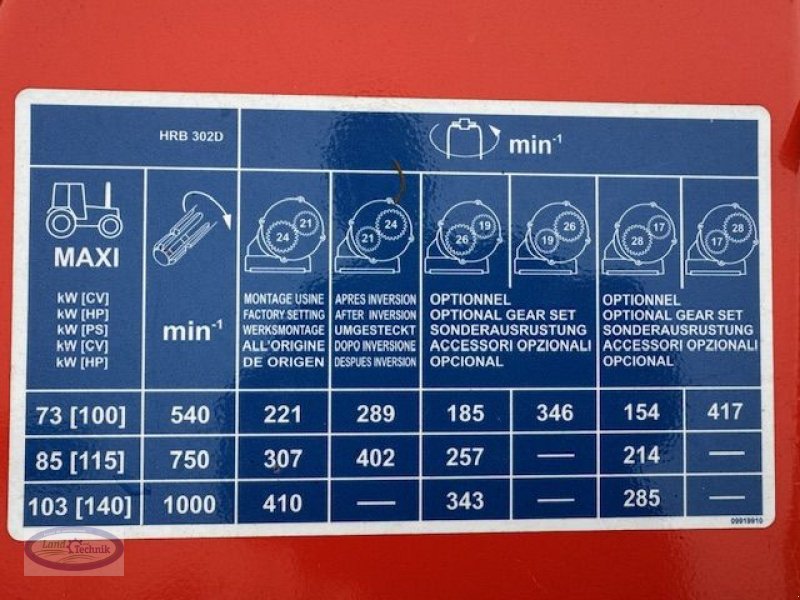 HRB 302D
min-1
MAXI
kW [CV]
kW [HP]
kW [PS]
kW [CV]
kW [HP]
min-1
24 21
21 24
26 19
19 26
28 17
17 28
MONTAGE USINE
FACTORY SETTING
WERKSMONTAGE
ALL'ORIGINE
DE ORIGEN
APRES INVERSION
AFTER INVERSION
UMGESTECKT
DOPO INVERSIONE
DESPUES INVERSION
OPTIONNEL
OPTIONAL GEAR SET
SONDERAUSRUSTUNG
ACCESSORI OPZIONALI
OPCIONAL
OPTIONNEL
OPTIONAL GEAR SET
SONDERAUSRUSTUNG
ACCESSORI OPZIONALI
OPCIONAL
73 [100] 540 221 289 185 346 154 417
85 [115] 750 307 402 257 — 214 —
103 [140] 1000 410 — 343 — 285 —
09919910
Land Technik